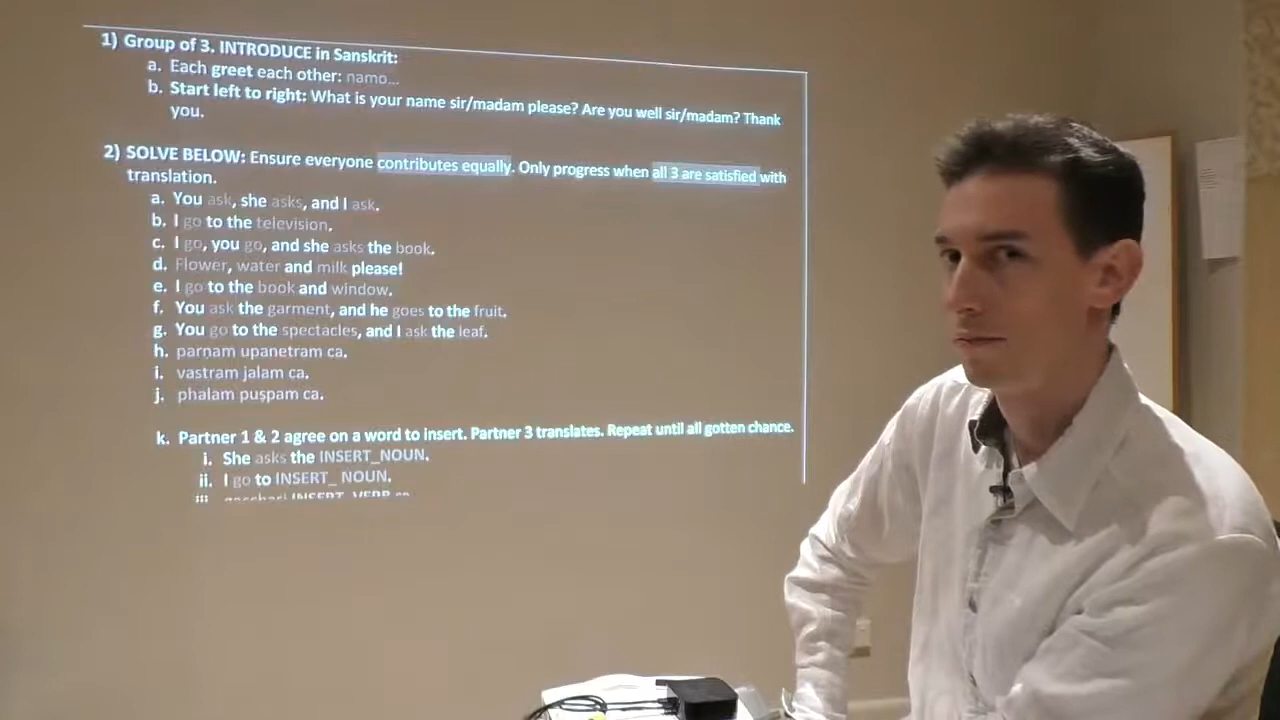 1) Group of 3. INTRODUCE in Sanskrit:
a. Each greet each other: namo...
b. Start left to right: What is your name sir/madam please? Are you well sir/madam? Thank
you.
2) SOLVE BELOW: Ensure everyone contributes equally. Only progress when all 3 are satisfied with
translation.
a. You ask, she asks, and I ask.
b. I go to the television.
c. I go, you go, and she asks the book.
d. Flower, water and milk please!
e. I go to the book and window.
f. You ask the garment, and he goes to the fruit.
g. You go to the spectacles, and I ask the leaf.
h. parṇam upanetram ca.
i. vastram jalam ca.
j. phalam puṣpam ca.
k. Partner 1 & 2 agree on a word to insert. Partner 3 translates. Repeat until all gotten chance.
i. She asks the INSERT_NOUN.
ii. I go to INSERT_ NOUN.
iii INSERT_VERB ca